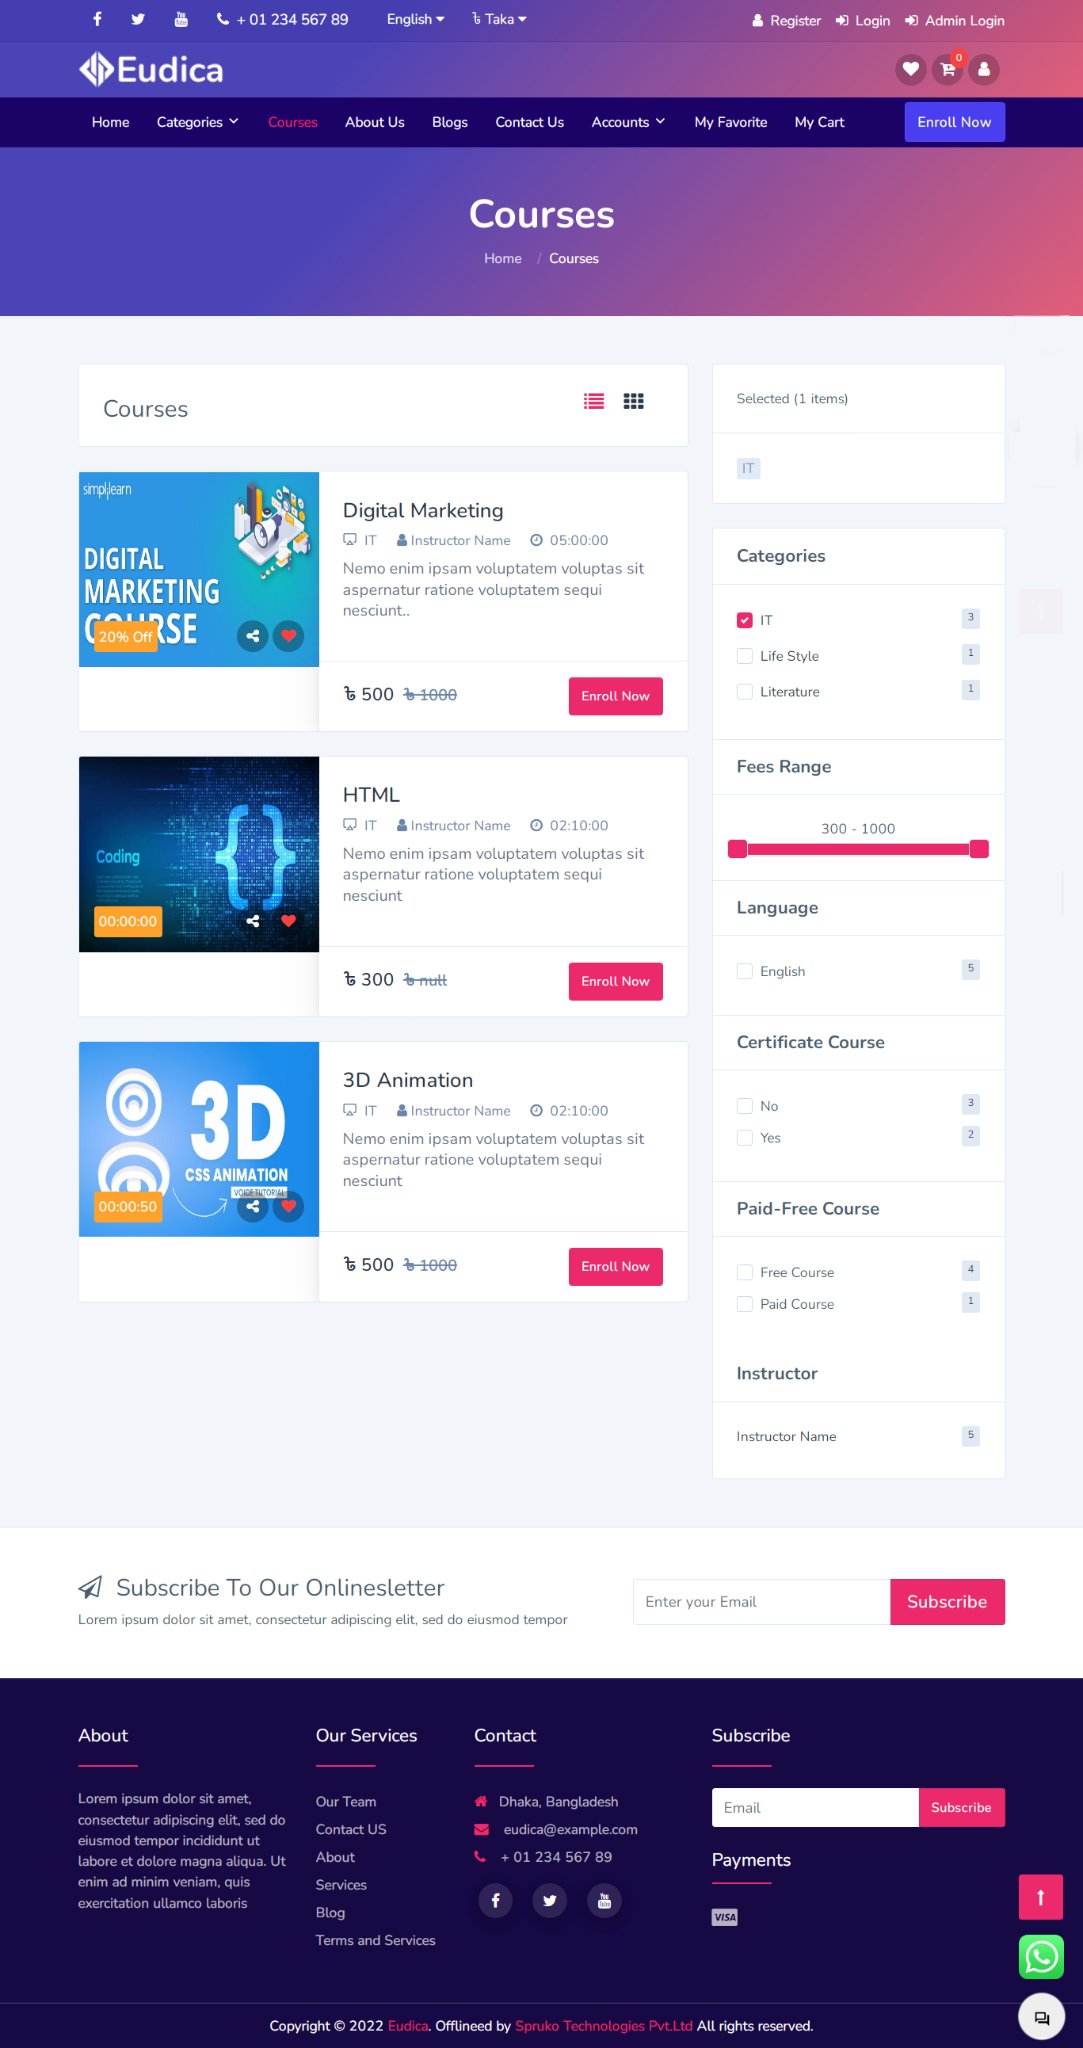 + 01 234 567 89 English ৳ Taka Register Login Admin Login
Eudica 0
Home Categories Courses About Us Blogs Contact Us Accounts My Favorite My Cart Enroll Now
Courses
Home / Courses
Courses
simplilearn
DIGITAL
MARKETING
COURSE
20% Off
Digital Marketing
IT Instructor Name 05:00:00
Nemo enim ipsam voluptatem voluptas sit
aspernatur ratione voluptatem sequi
nesciunt..
৳ 500 ৳ 1000 Enroll Now
Coding
00:00:00
HTML
IT Instructor Name 02:10:00
Nemo enim ipsam voluptatem voluptas sit
aspernatur ratione voluptatem sequi
nesciunt
৳ 300 ৳ null Enroll Now
3D
CSS ANIMATION
VOICE TUTORIAL
00:00:50
3D Animation
IT Instructor Name 02:10:00
Nemo enim ipsam voluptatem voluptas sit
aspernatur ratione voluptatem sequi
nesciunt
৳ 500 ৳ 1000 Enroll Now
Selected (1 items)
IT
Categories
IT 3
Life Style 1
Literature 1
Fees Range
300 - 1000
Language
English 5
Certificate Course
No 3
Yes 2
Paid-Free Course
Free Course 4
Paid Course 1
Instructor
Instructor Name 5
Subscribe To Our Onlinesletter
Lorem ipsum dolor sit amet, consectetur adipiscing elit, sed do eiusmod tempor
Enter your Email Subscribe
About
Lorem ipsum dolor sit amet,
consectetur adipiscing elit, sed do
eiusmod tempor incididunt ut
labore et dolore magna aliqua. Ut
enim ad minim veniam, quis
exercitation ullamco laboris
Our Services
Our Team
Contact US
About
Services
Blog
Terms and Services
Contact
Dhaka, Bangladesh
eudica@example.com
+ 01 234 567 89
Subscribe
Email Subscribe
Payments
VISA
Copyright © 2022 Eudica.Offlineed by Spruko Technologies Pvt.Ltd All rights reserved.